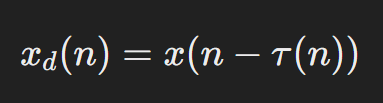 x_d(n) = x(n − τ(n))